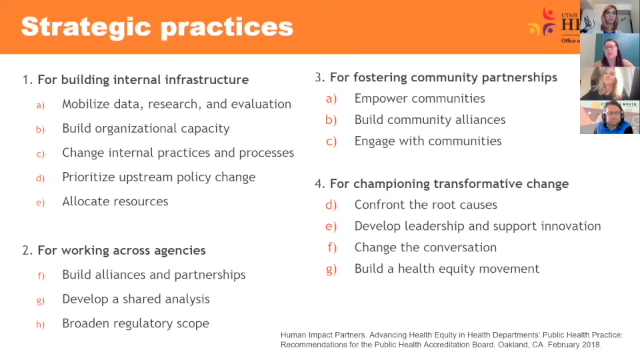 Strategic practices
UTAH
HE
Office o
1. For building internal infrastructure
a) Mobilize data, research, and evaluation
b) Build organizational capacity
c) Change internal practices and processes
d) Prioritize upstream policy change
e) Allocate resources
2. For working across agencies
f) Build alliances and partnerships
g) Develop a shared analysis
h) Broaden regulatory scope
3. For fostering community partnerships
a) Empower communities
b) Build community alliances
c) Engage with communities
4. For championing transformative change
d) Confront the root causes
e) Develop leadership and support innovation
f) Change the conversation
g) Build a health equity movement
Human Impact Partners. Advancing Health Equity in Health Departments' Public Health Practice:
Recommendations for the Public Health Accreditation Board. Oakland, CA. February 2018.